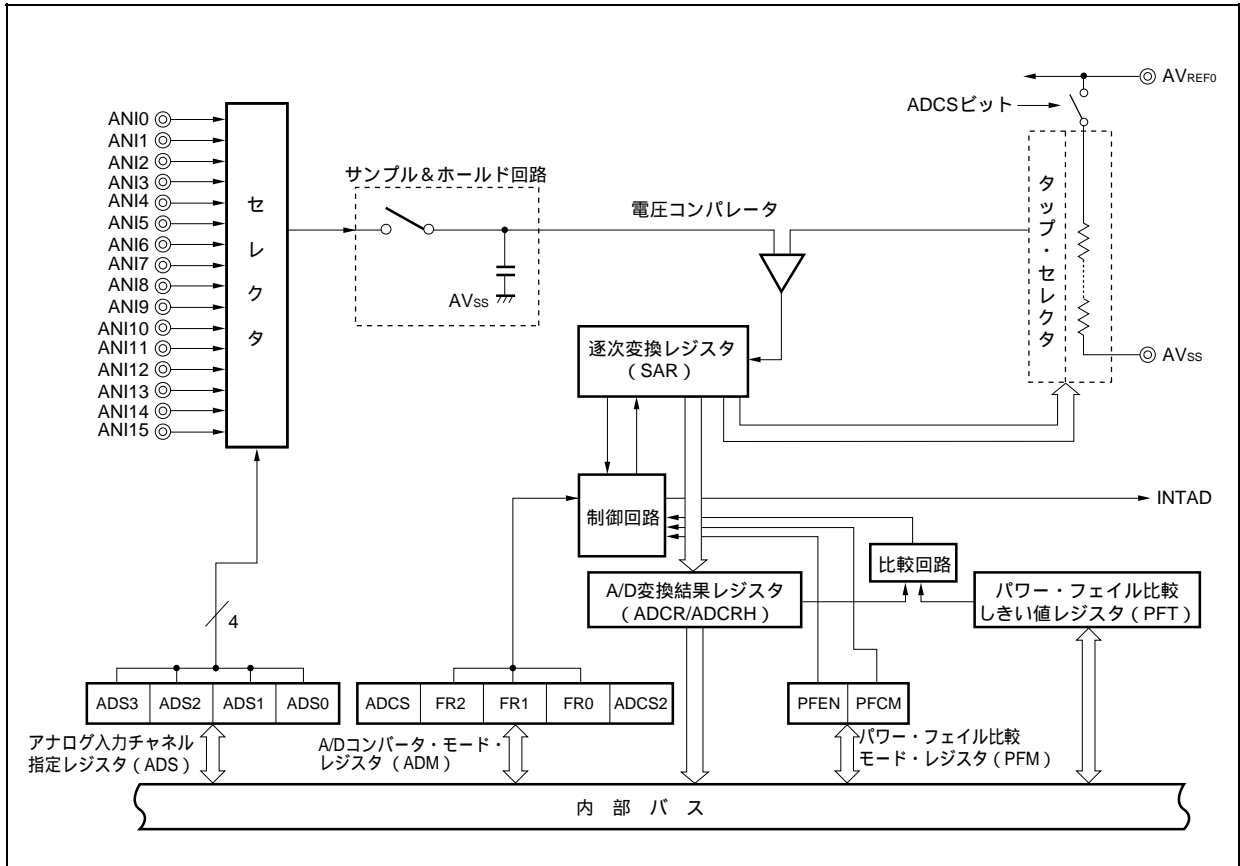 AVREF0
ADCSビット
ANI0
ANI1
ANI2
ANI3
ANI4
ANI5
ANI6
ANI7
ANI8
ANI9
ANI10
ANI11
ANI12
ANI13
ANI14
ANI15
セレクタ
サンプル&ホールド回路
AVSS
電圧コンパレータ
タップ・セレクタ
AVSS
逐次変換レジスタ
(SAR)
制御回路
INTAD
比較回路
A/D変換結果レジスタ
(ADCR/ADCRH)
パワー・フェイル比較
しきい値レジスタ(PFT)
4
ADS3 ADS2 ADS1 ADS0
ADCS FR2 FR1 FR0 ADCS2
PFEN PFCM
アナログ入力チャネル
指定レジスタ(ADS)
A/Dコンバータ・モード・
レジスタ(ADM)
パワー・フェイル比較
モード・レジスタ(PFM)
内 部 バ ス